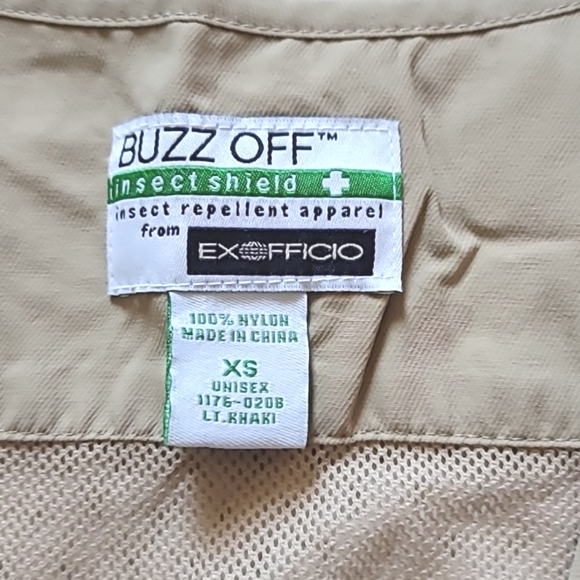 BUZZ OFF™
insect shield
insect repellent apparel
from
EXOFFICIO
100% NYLON
MADE IN CHINA
XS
UNISEX
1176-0208
LT.KHAKI